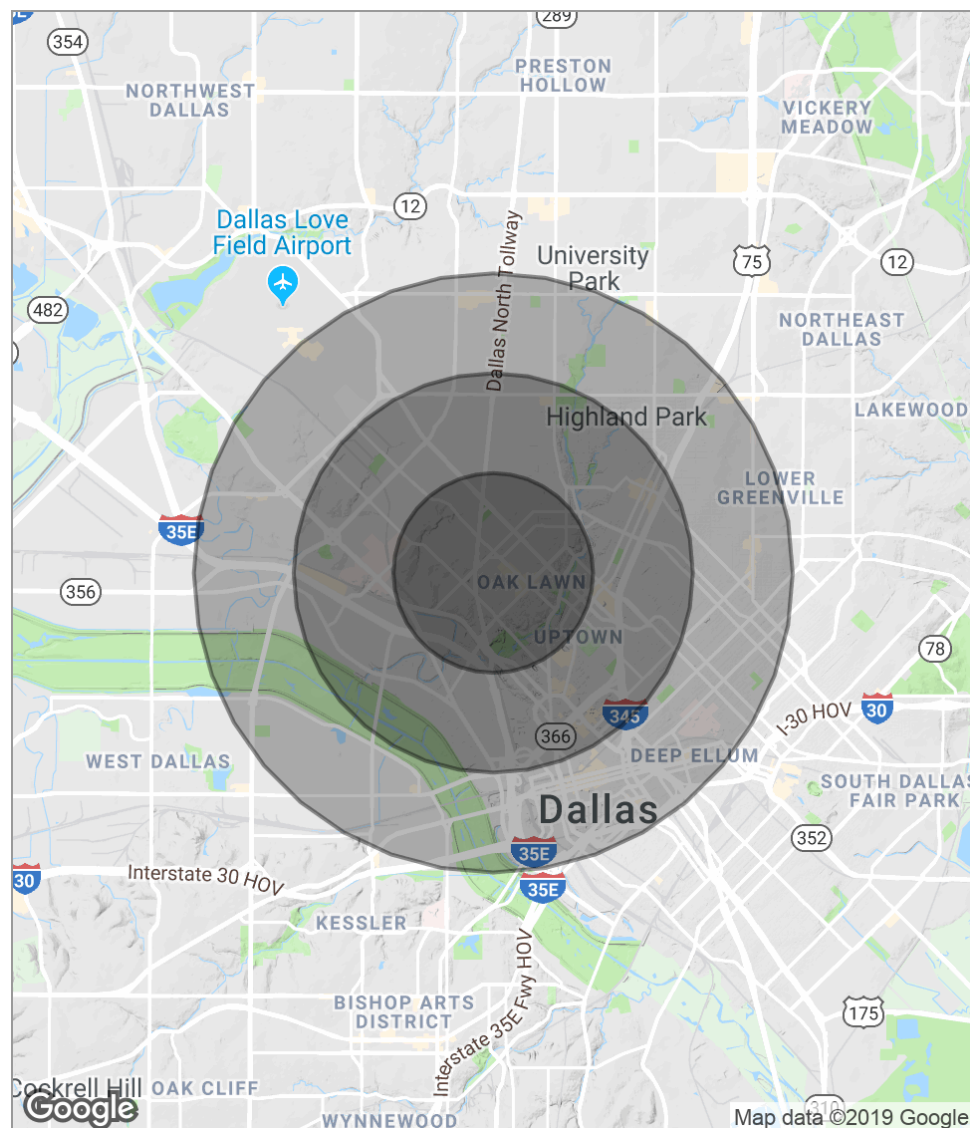 289
354
PRESTON
HOLLOW
NORTHWEST
DALLAS
VICKERY
MEADOW
12
Dallas Love
Field Airport
Dallas North Tollway
University
Park
75
12
482
NORTHEAST
DALLAS
Highland Park
LAKEWOOD
LOWER
GREENVILLE
35E
356
OAK LAWN
UPTOWN
78
345
I-30 HOV
30
366
WEST DALLAS
DEEP ELLUM
SOUTH DALLAS
FAIR PARK
Dallas
352
35E
30
Interstate 30 HOV
35E
KESSLER
Interstate 35E Fwy HOV
BISHOP ARTS
DISTRICT
175
Cockrell Hill
OAK CLIFF
Google
WYNNEWOOD
310
Map data ©2019 Google